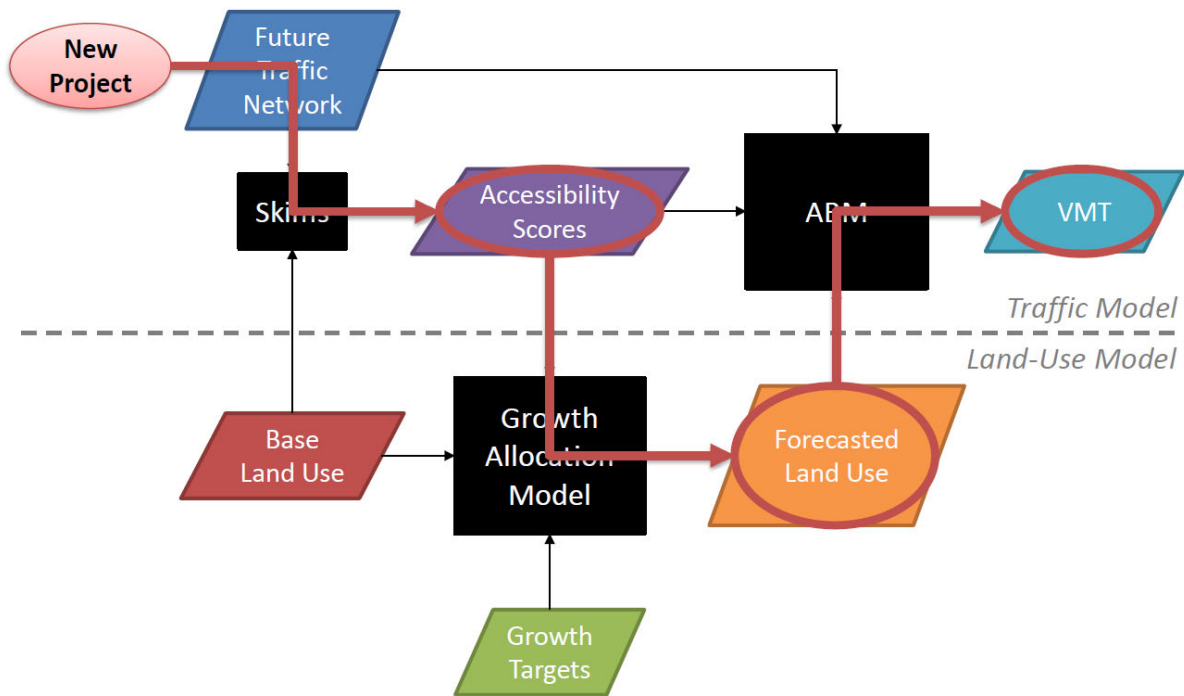 New
Project
Future
Traffic
Network
Skims
Accessibility
Scores
ABM
VMT
Traffic Model
Land-Use Model
Base
Land Use
Growth
Allocation
Model
Forecasted
Land Use
Growth
Targets